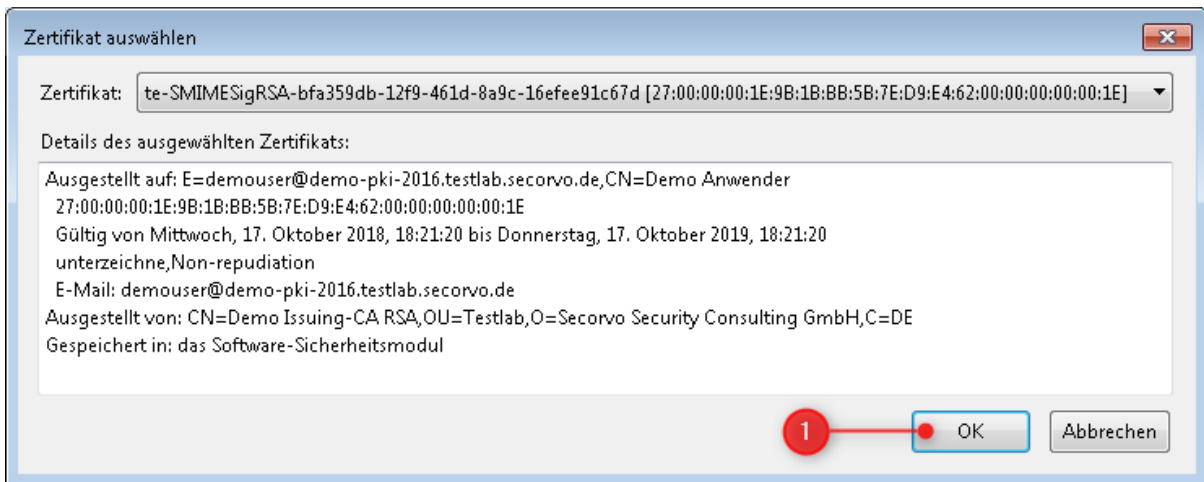 Zertifikat auswählen
Zertifikat: te-SMIMESigRSA-bfa359db-12f9-461d-8a9c-16efee91c67d [27:00:00:00:1E:9B:1B:BB:5B:7E:D9:E4:62:00:00:00:00:00:1E]
Details des ausgewählten Zertifikats:
Ausgestellt auf: E=demouser@demo-pki-2016.testlab.secorvo.de,CN=Demo Anwender
27:00:00:00:1E:9B:1B:BB:5B:7E:D9:E4:62:00:00:00:00:00:1E
Gültig von Mittwoch, 17. Oktober 2018, 18:21:20 bis Donnerstag, 17. Oktober 2019, 18:21:20
unterzeichne,Non-repudiation
E-Mail: demouser@demo-pki-2016.testlab.secorvo.de
Ausgestellt von: CN=Demo Issuing-CA RSA,OU=Testlab,O=Secorvo Security Consulting GmbH,C=DE
Gespeichert in: das Software-Sicherheitsmodul
1 OK Abbrechen